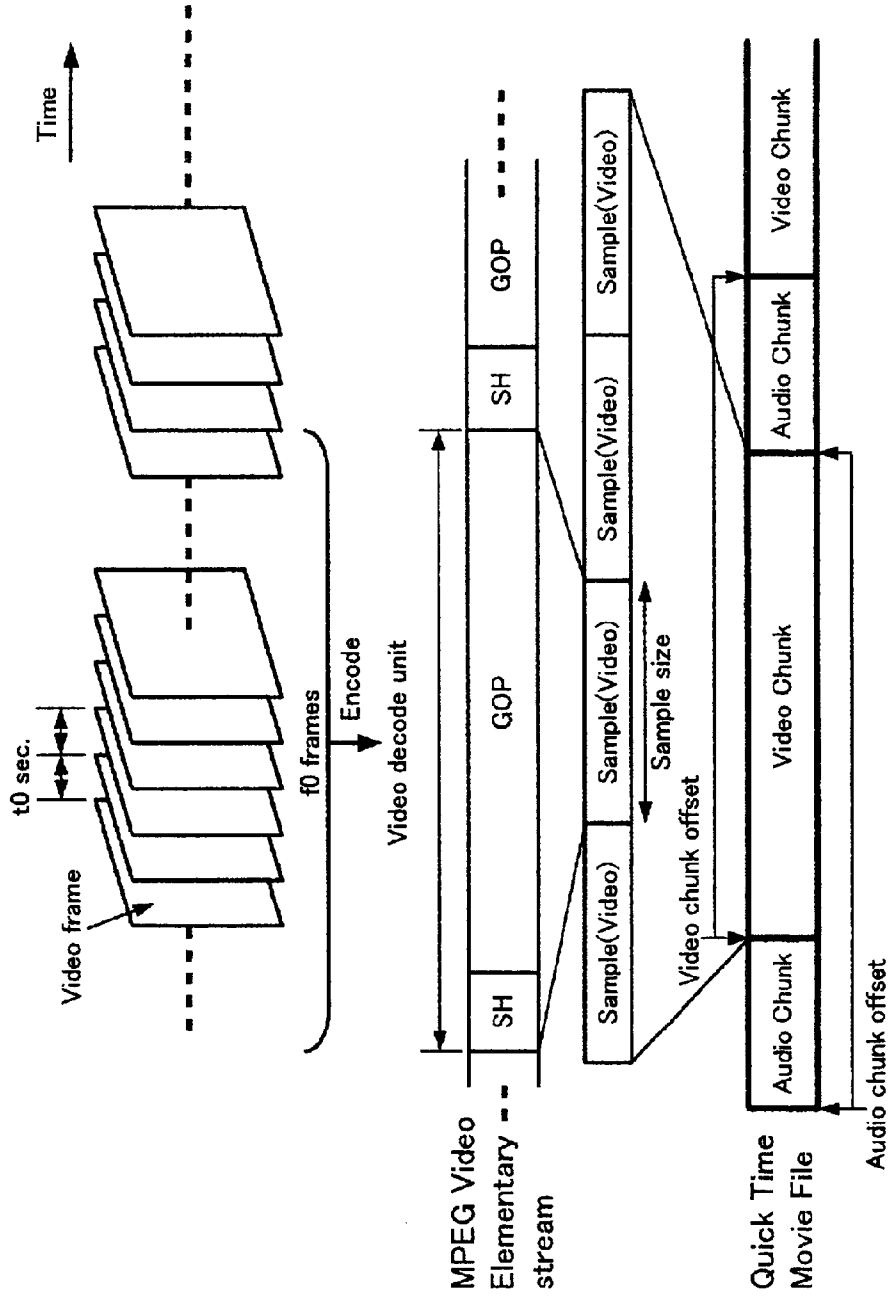 Time
t0 sec.
Video frame
f0 frames
Encode
Video decode unit
MPEG Video
Elementary
stream
SH
GOP
SH
GOP
Sample(Video)
Sample(Video)
Sample(Video)
Sample(Video)
Sample size
Video chunk offset
Quick Time
Movie File
Audio Chunk
Video Chunk
Audio Chunk
Video Chunk
Audio chunk offset